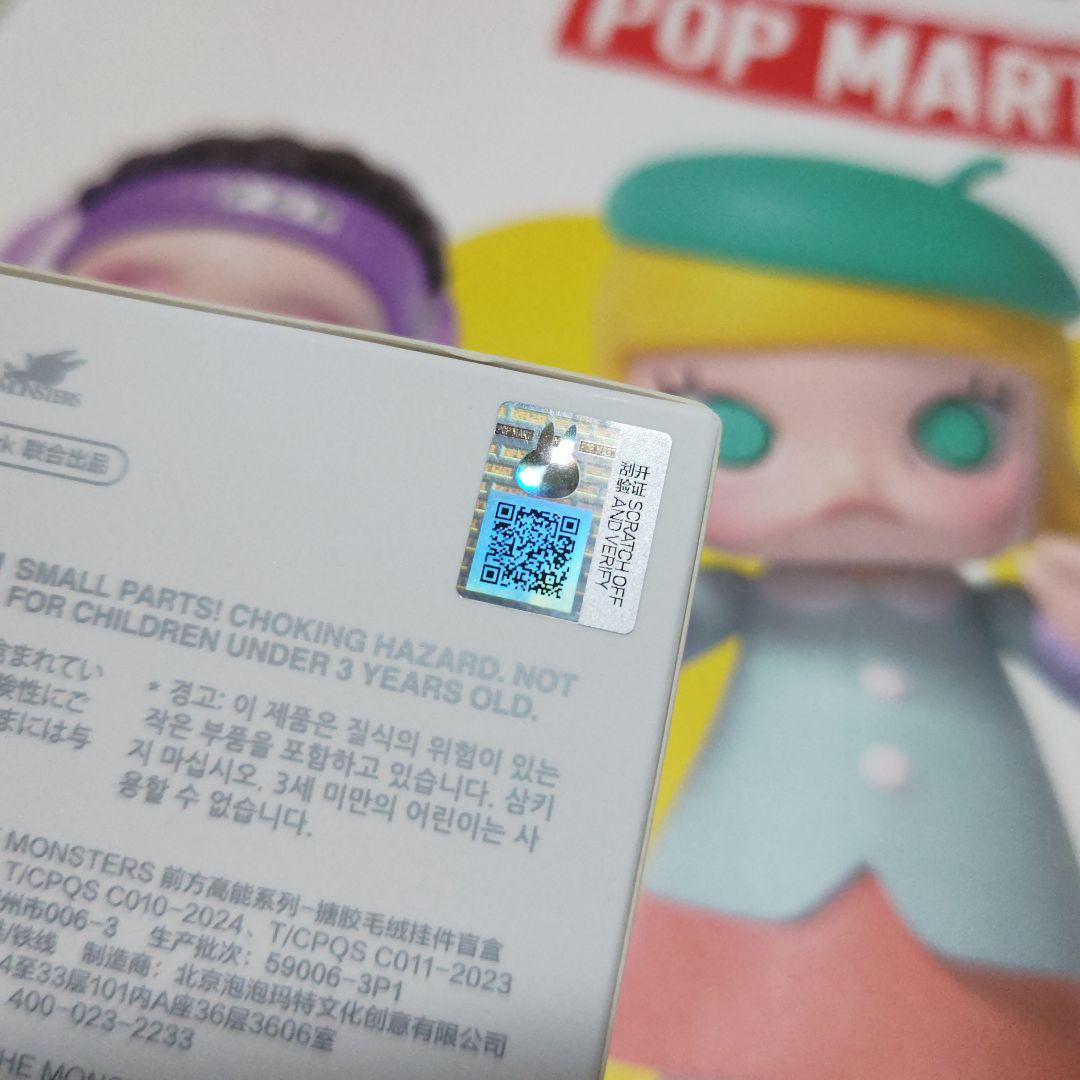 POP MART
MONSTERS
rk 联合出品
POP MART
POP MART
刮开
验证 SCRATCH OFF
AND VERIFY
SMALL PARTS! CHOKING HAZARD. NOT
FOR CHILDREN UNDER 3 YEARS OLD.
含まれてい
険性にご
まには与
* 경고: 이 제품은 질식의 위험이 있는
작은 부품을 포함하고 있습니다. 삼키
지 마십시오. 3세 미만의 어린이는 사
용할 수 없습니다.
MONSTERS 前方高能系列-搪胶毛绒挂件盲盒
T/CPQS C010-2024、T/CPQS C011-2023
州市006-3 生产批次: 59006-3P1
/铁线 制造商: 北京泡泡玛特文化创意有限公司
4至33层101内A座36层3606室
400-023-2233
HE MONS